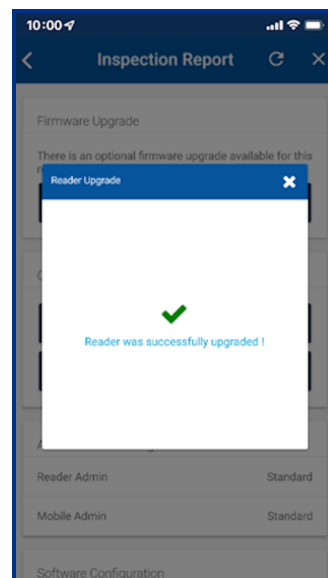 10:00
Inspection Report
Firmware Upgrade
There is an optional firmware upgrade available for this
Reader Upgrade
Reader was successfully upgraded !
Reader Admin Standard
Mobile Admin Standard
Software Configuration